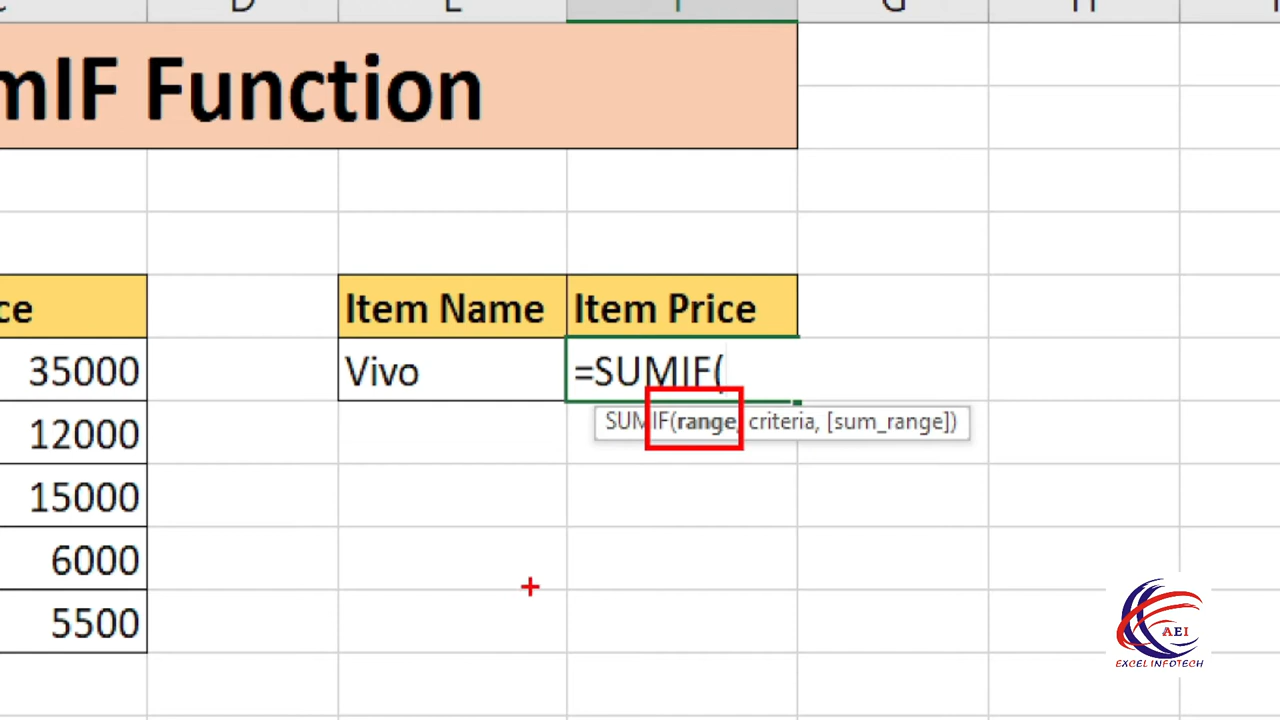 D E F G H
mIF Function
ce Item Name Item Price
35000 Vivo =SUMIF(
SUMIF(range, criteria, [sum_range])
12000
15000
6000
5500
AEI
EXCEL INFOTECH